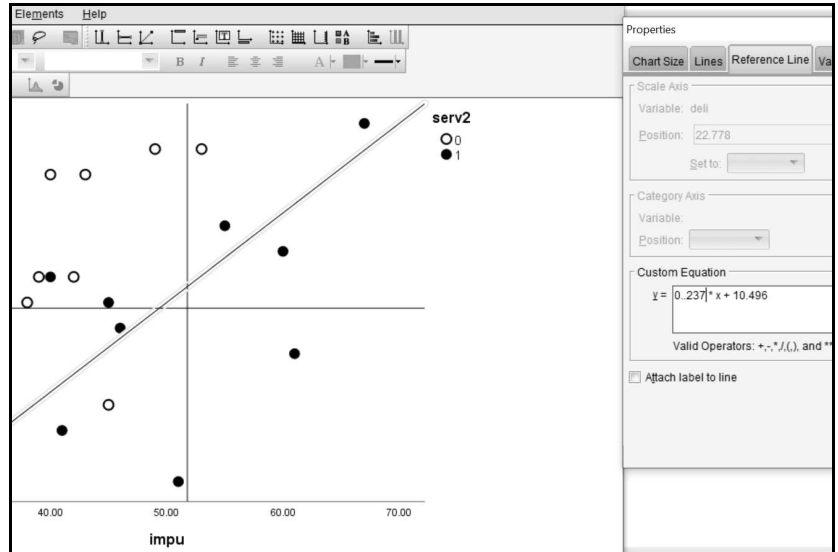 Elements Help
B I
A
serv2
0
1
40.00 50.00 60.00 70.00
impu
Properties
Chart Size Lines Reference Line Va
Scale Axis
Variable: deli
Position: 22.778
Set to:
Category Axis
Variable:
Position:
Custom Equation
y = 0..237* x + 10.496
Valid Operators: +,-,*,/,(,), and **
Attach label to line